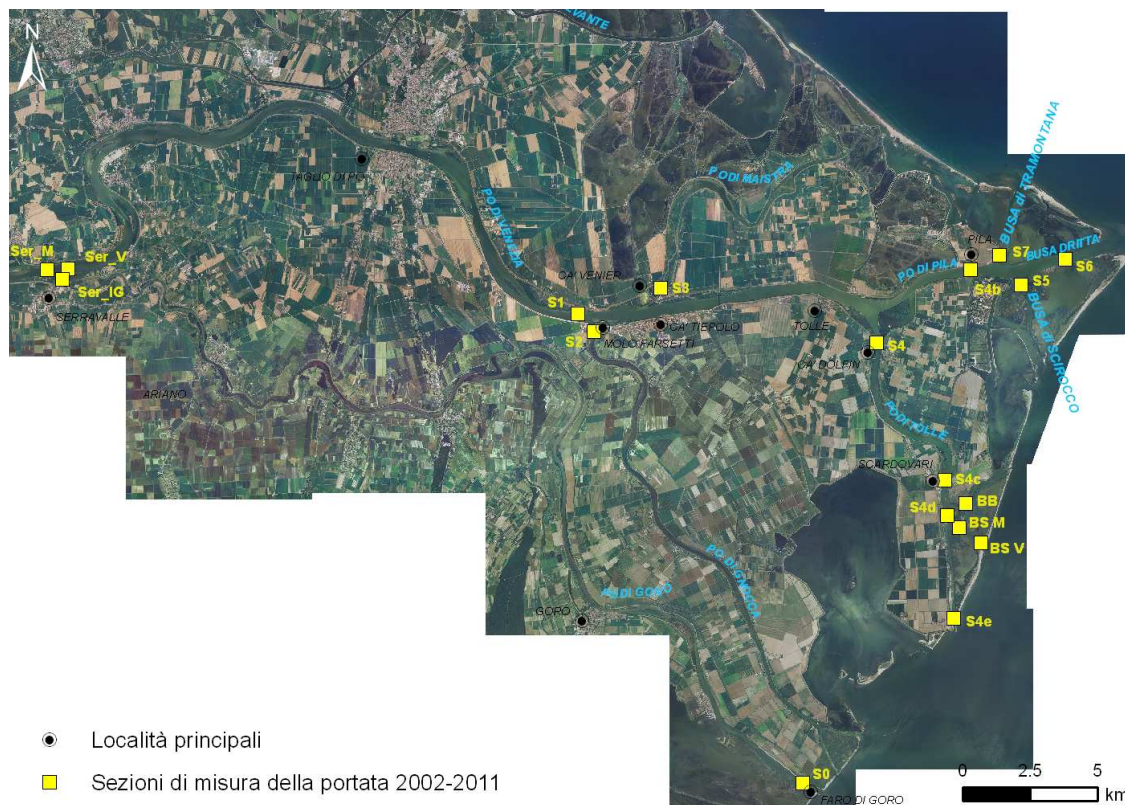 N
EVANTE
TAGLIO DI PO
PO DI VENEZIA
P O DI MAISTRA
BUSA di TRAMONTANA
Ser_M
Ser_V
Ser_IG
SERRAVALLE
CA' VENIER
S3
S1
S2
MOLO FARSETTI
CA' TIEPOLO
TOLLE
PILA
PO DI PILA
S7
BUSA DRITTA
S6
S4b
S5
BUSA di SCIROCCO
S4
CA' DOLFIN
ARIANO
PO DI TOLLE
SCARDOVARI
S4c
BB
S4d
BS M
BS V
PO DI GNOCCA
PO DI GORO
GORO
S4e
S0
FARO DI GORO
Località principali
Sezioni di misura della portata 2002-2011
0 2.5 5
km